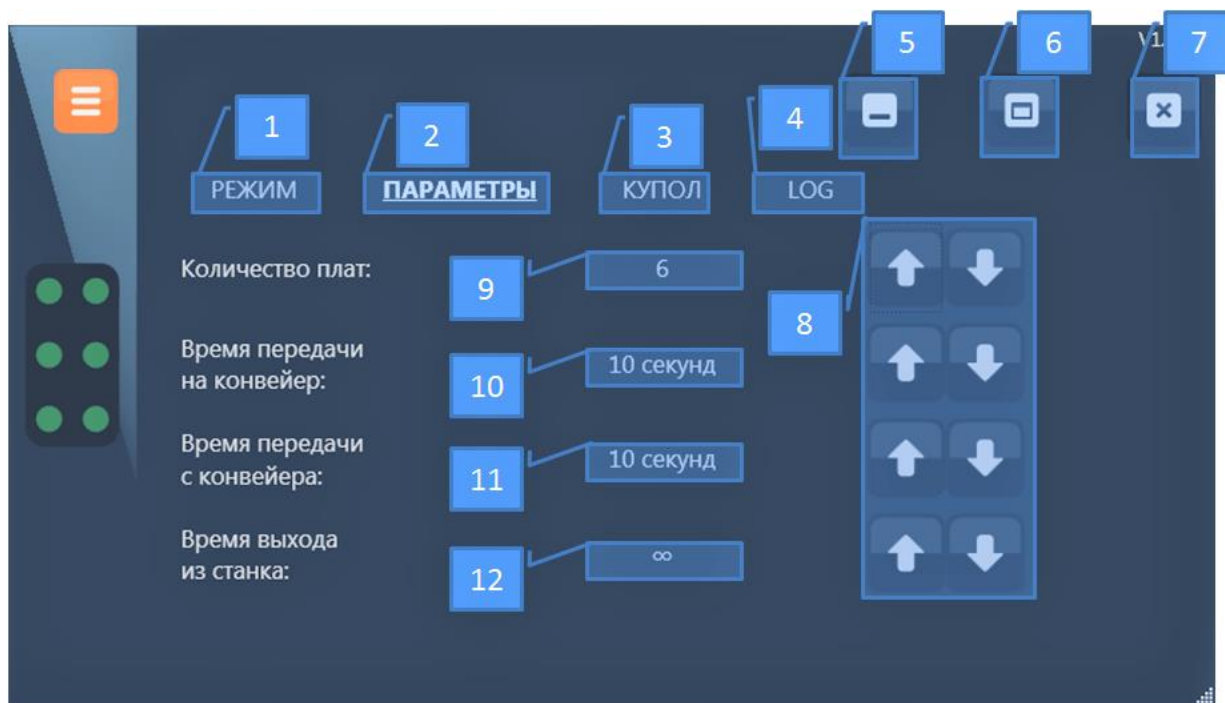 5
6
7
1
2
3
4
РЕЖИМ
ПАРАМЕТРЫ
КУПОЛ
LOG
Количество плат:
9
6
8
Время передачи
на конвейер:
10
10 секунд
Время передачи
с конвейера:
11
10 секунд
Время выхода
из станка:
12
∞